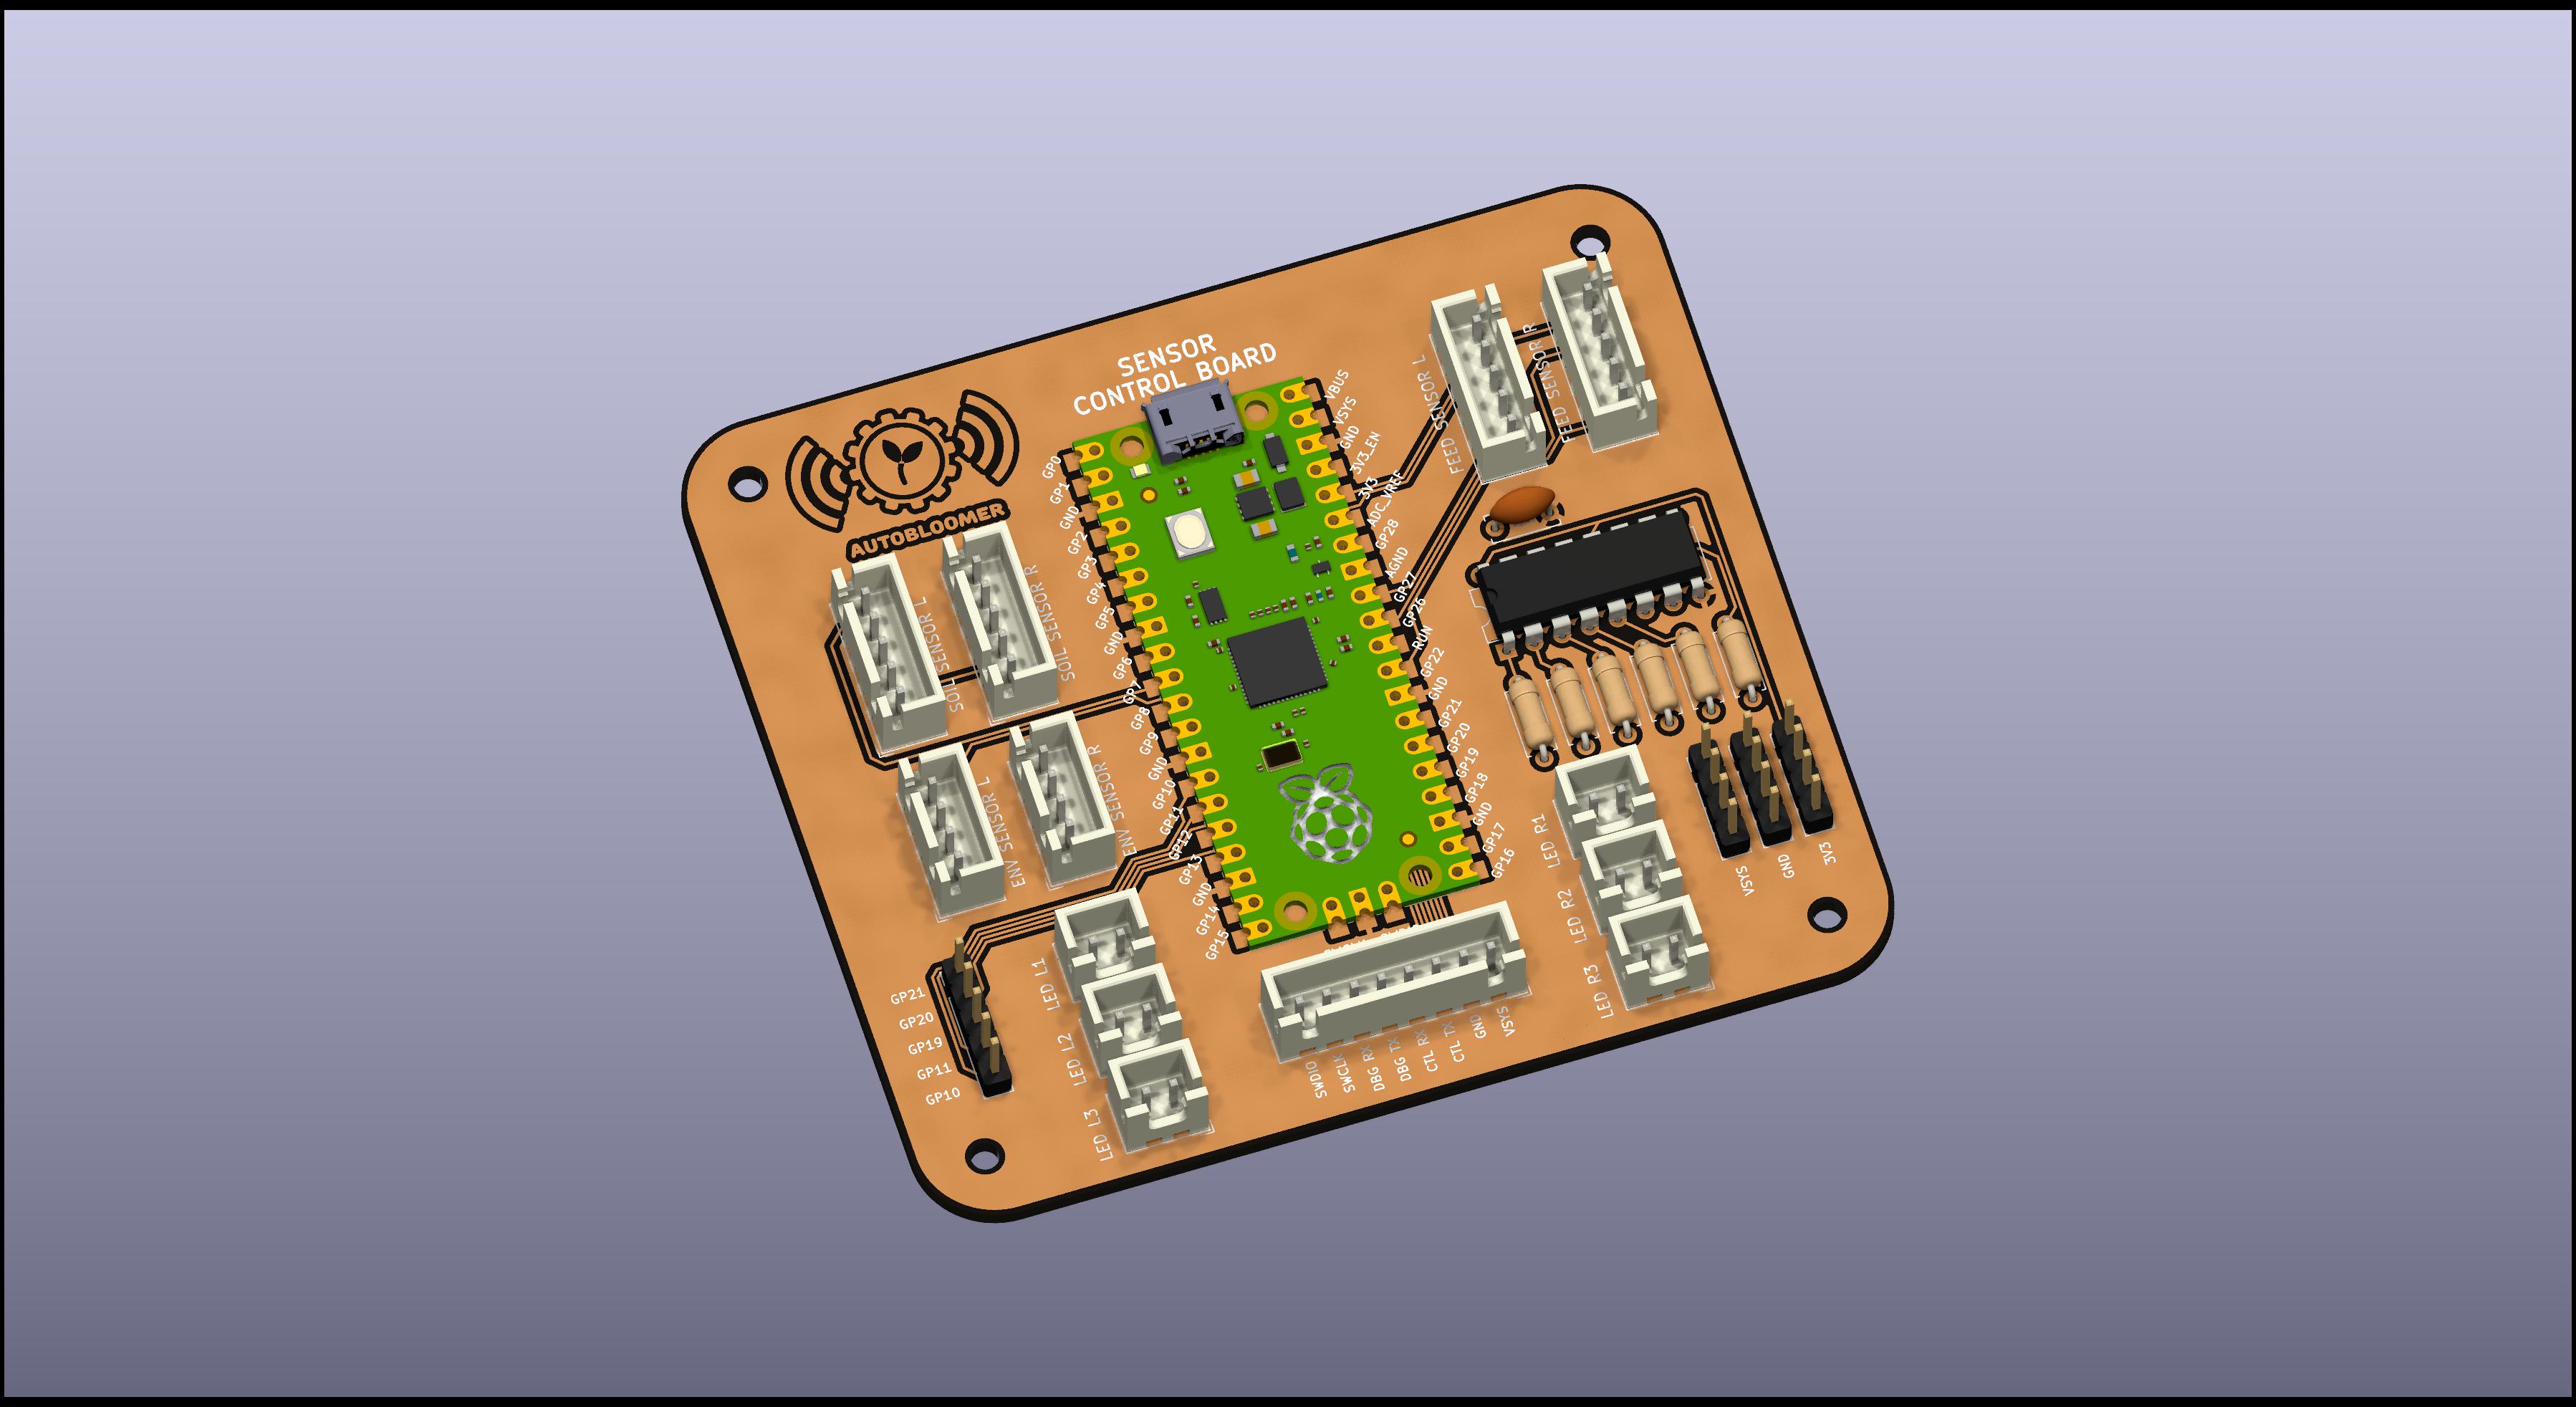 SENSOR
CONTROL BOARD
AUTOBLOOMER
FEED SENSOR L
FEED SENSOR R
SOIL SENSOR L
SOIL SENSOR R
ENV SENSOR L
ENV SENSOR R
GP0
GP1
GND
GP2
GP3
GP4
GP5
GND
GP6
GP7
GP8
GP9
GND
GP10
GP11
GP12
GP13
GND
GP14
GP15
VBUS
VSYS
GND
3V3_EN
3V3
ADC_VREF
GP28
AGND
GP27
GP26
RUN
GP22
GND
GP21
GP20
GP19
GP18
GND
GP17
GP16
LED R1
LED R2
LED R3
VSYS
GND
3V3
GP21
GP20
GP19
GP11
GP10
LED L1
LED L2
LED L3
SWDIO
SWCLK
DBG RX
DBG TX
CTL RX
CTL TX
GND
VSYS